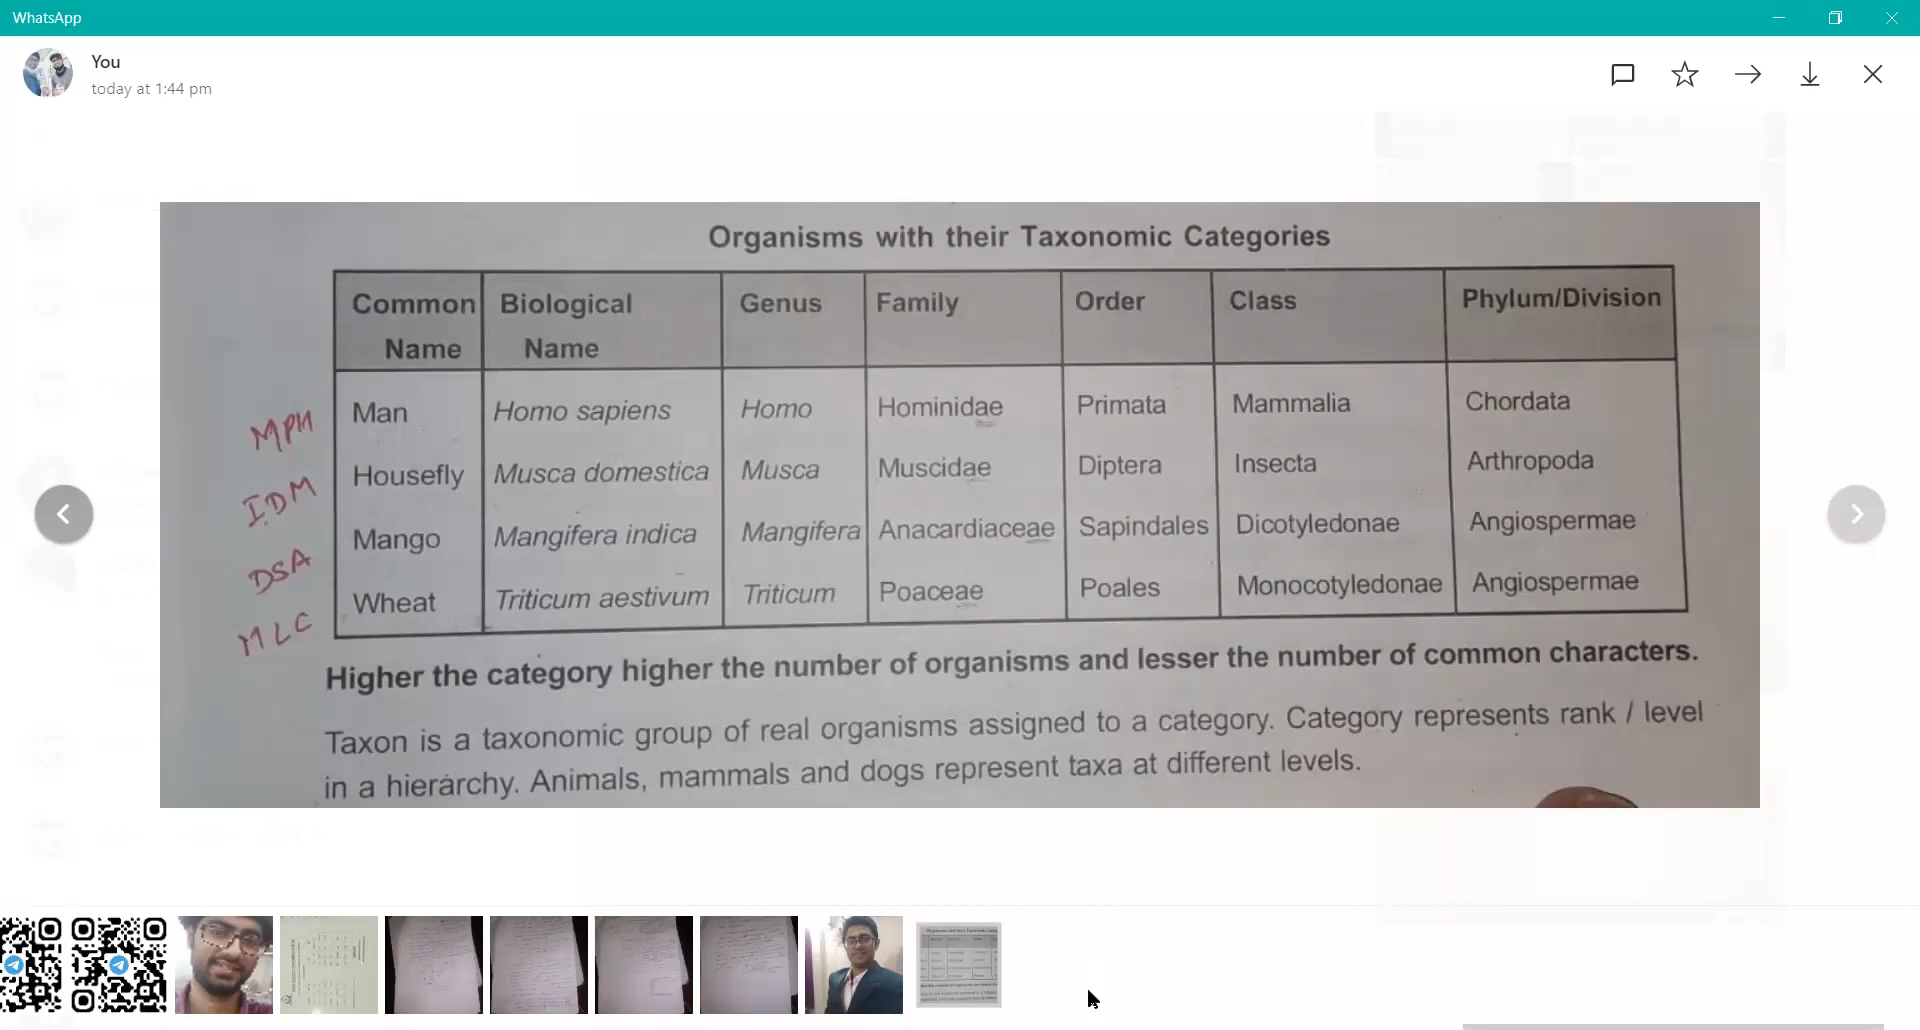 WhatsApp
You
today at 1:44 pm
Organisms with their Taxonomic Categories
Common Name Biological Name Genus Family Order Class Phylum/Division
MPH Man Homo sapiens Homo Hominidae Primata Mammalia Chordata
IDM Housefly Musca domestica Musca Muscidae Diptera Insecta Arthropoda
DSA Mango Mangifera indica Mangifera Anacardiaceae Sapindales Dicotyledonae Angiospermae
MLC Wheat Triticum aestivum Triticum Poaceae Poales Monocotyledonae Angiospermae
Higher the category higher the number of organisms and lesser the number of common characters.
Taxon is a taxonomic group of real organisms assigned to a category. Category represents rank / level
in a hierarchy. Animals, mammals and dogs represent taxa at different levels.